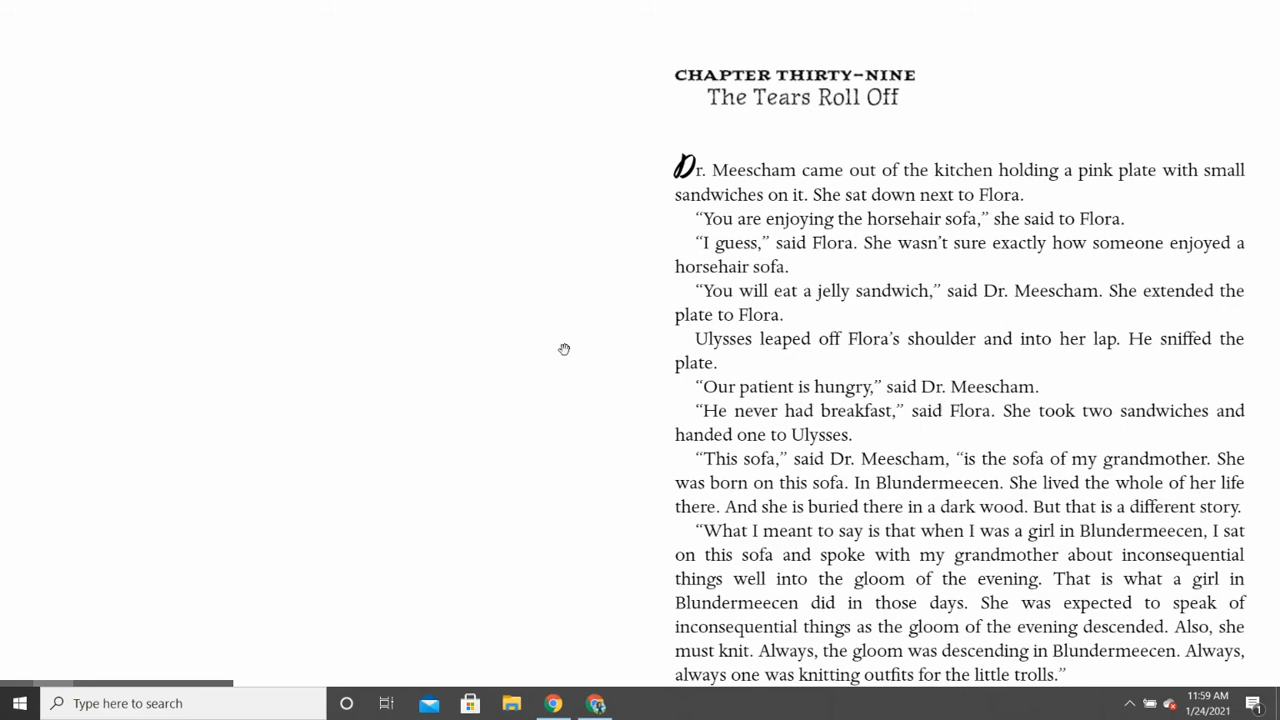 CHAPTER THIRTY-NINE
The Tears Roll Off
Dr. Meescham came out of the kitchen holding a pink plate with small
sandwiches on it. She sat down next to Flora.
“You are enjoying the horsehair sofa,” she said to Flora.
“I guess,” said Flora. She wasn’t sure exactly how someone enjoyed a
horsehair sofa.
“You will eat a jelly sandwich,” said Dr. Meescham. She extended the
plate to Flora.
Ulysses leaped off Flora’s shoulder and into her lap. He sniffed the
plate.
“Our patient is hungry,” said Dr. Meescham.
“He never had breakfast,” said Flora. She took two sandwiches and
handed one to Ulysses.
“This sofa,” said Dr. Meescham, “is the sofa of my grandmother. She
was born on this sofa. In Blundermeecen. She lived the whole of her life
there. And she is buried there in a dark wood. But that is a different story.
“What I meant to say is that when I was a girl in Blundermeecen, I sat
on this sofa and spoke with my grandmother about inconsequential
things well into the gloom of the evening. That is what a girl in
Blundermeecen did in those days. She was expected to speak of
inconsequential things as the gloom of the evening descended. Also, she
must knit. Always, the gloom was descending in Blundermeecen. Always,
always one was knitting outfits for the little trolls.”
Type here to search
11:59 AM
1/24/2021
1